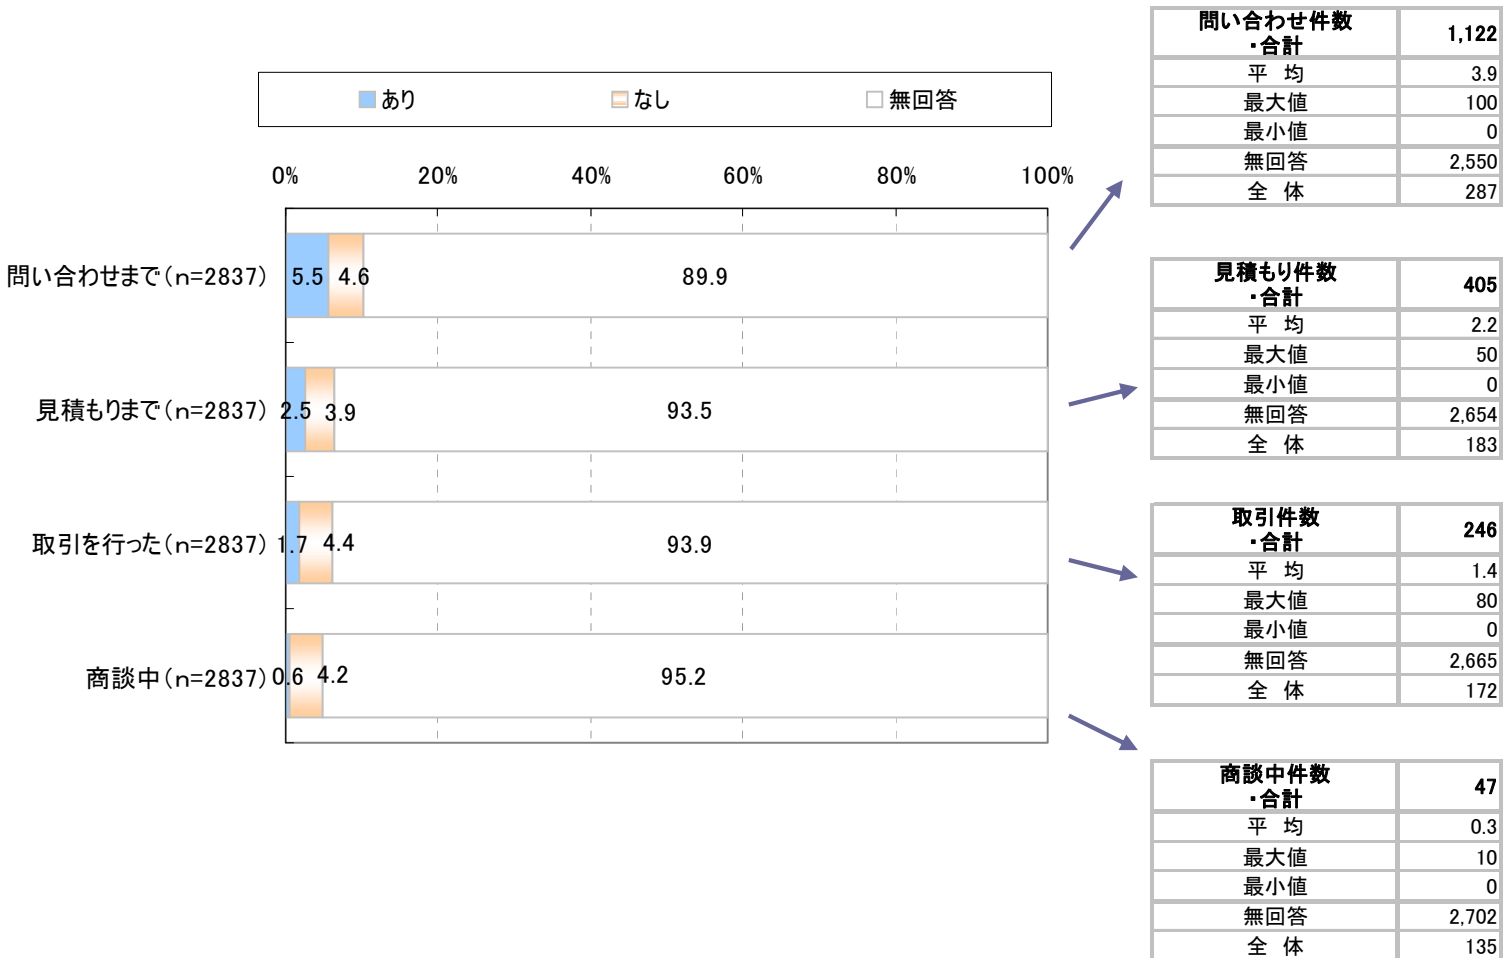 あり なし 無回答
0% 20% 40% 60% 80% 100%
問い合わせまで(n=2837) 5.5 4.6 89.9
見積もりまで(n=2837) 2.5 3.9 93.5
取引を行った(n=2837) 1.7 4.4 93.9
商談中(n=2837) 0.6 4.2 95.2
問い合わせ件数
・合計 1,122
平 均 3.9
最大値 100
最小値 0
無回答 2,550
全 体 287
見積もり件数
・合計 405
平 均 2.2
最大値 50
最小値 0
無回答 2,654
全 体 183
取引件数
・合計 246
平 均 1.4
最大値 80
最小値 0
無回答 2,665
全 体 172
商談中件数
・合計 47
平 均 0.3
最大値 10
最小値 0
無回答 2,702
全 体 135